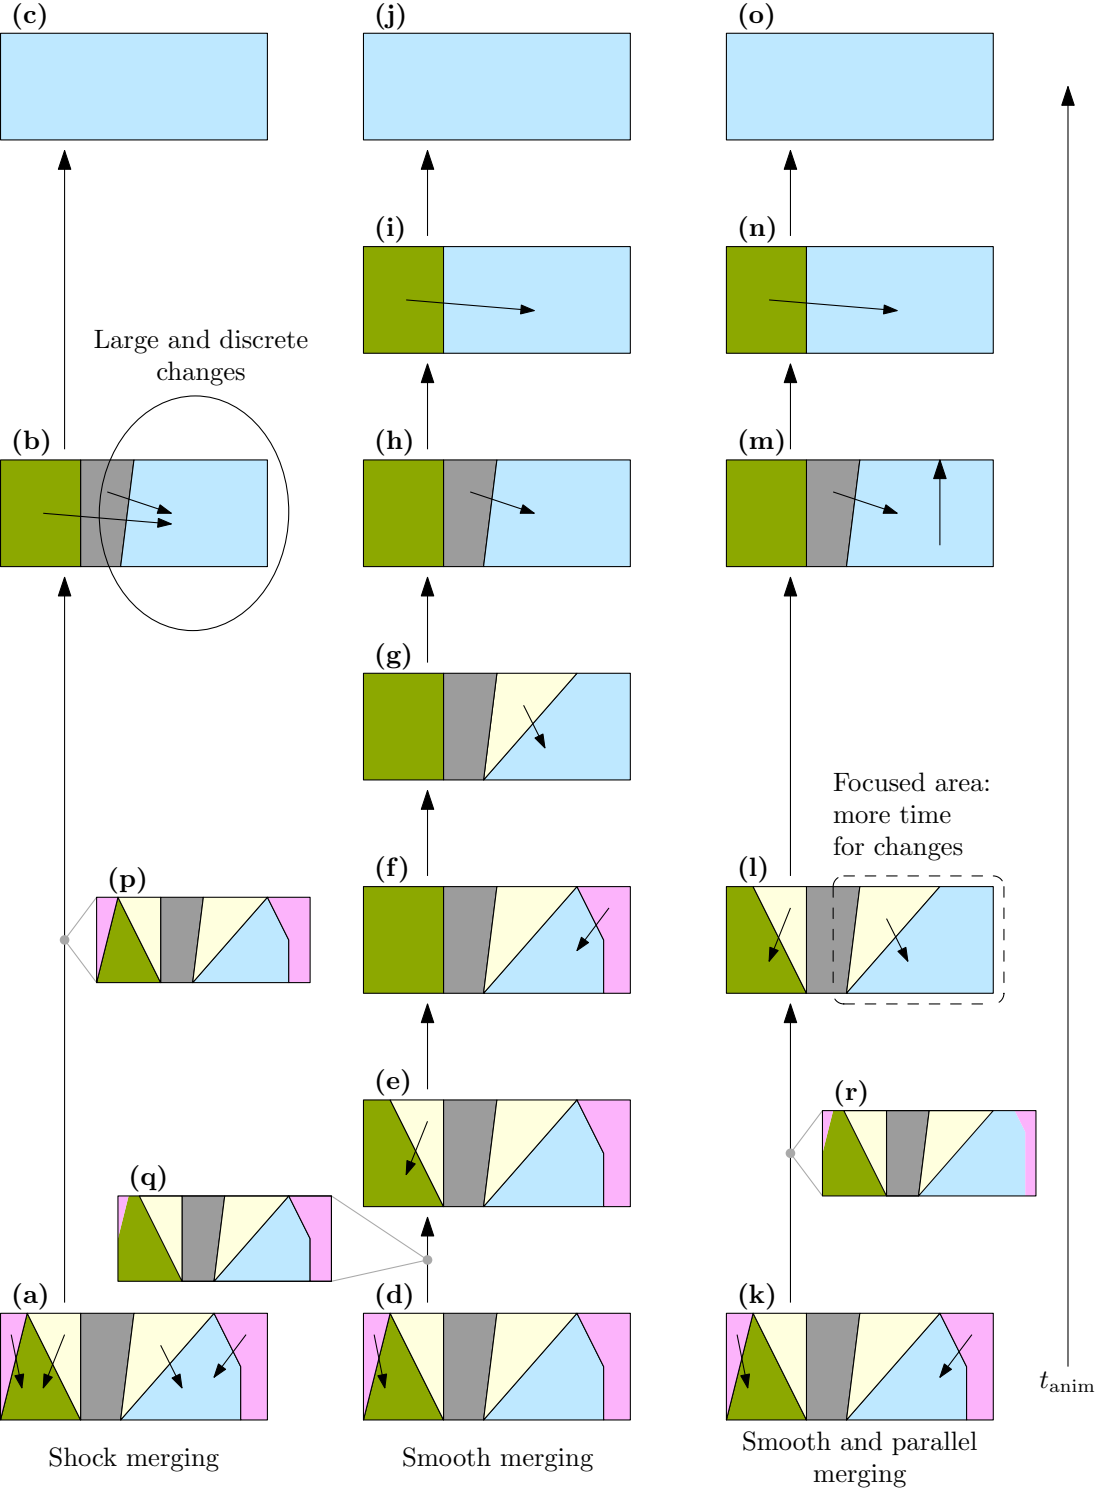 (c)
(j)
(o)
(i)
(n)
Large and discrete
changes
(b)
(h)
(m)
(g)
Focused area:
more time
for changes
(p)
(f)
(l)
(e)
(r)
(q)
(a)
(d)
(k)
t_anim
Shock merging
Smooth merging
Smooth and parallel
merging